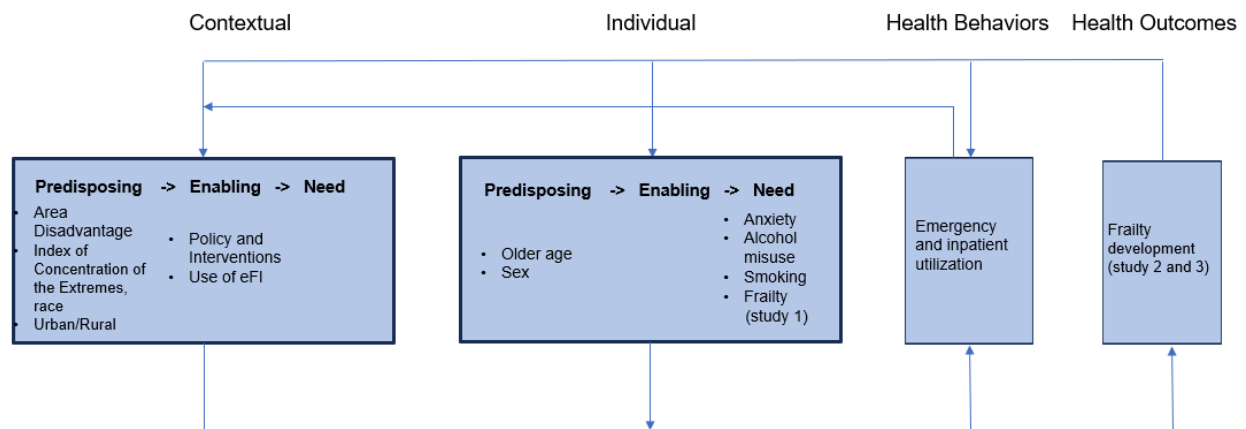 Contextual
Individual
Health Behaviors
Health Outcomes
Predisposing -> Enabling -> Need
• Area
Disadvantage
• Index of
Concentration of
the Extremes,
race
• Urban/Rural
• Policy and
Interventions
• Use of eFI
Predisposing -> Enabling -> Need
• Older age
• Sex
• Anxiety
• Alcohol
misuse
• Smoking
• Frailty
(study 1)
Emergency
and inpatient
utilization
Frailty
development
(study 2 and 3)